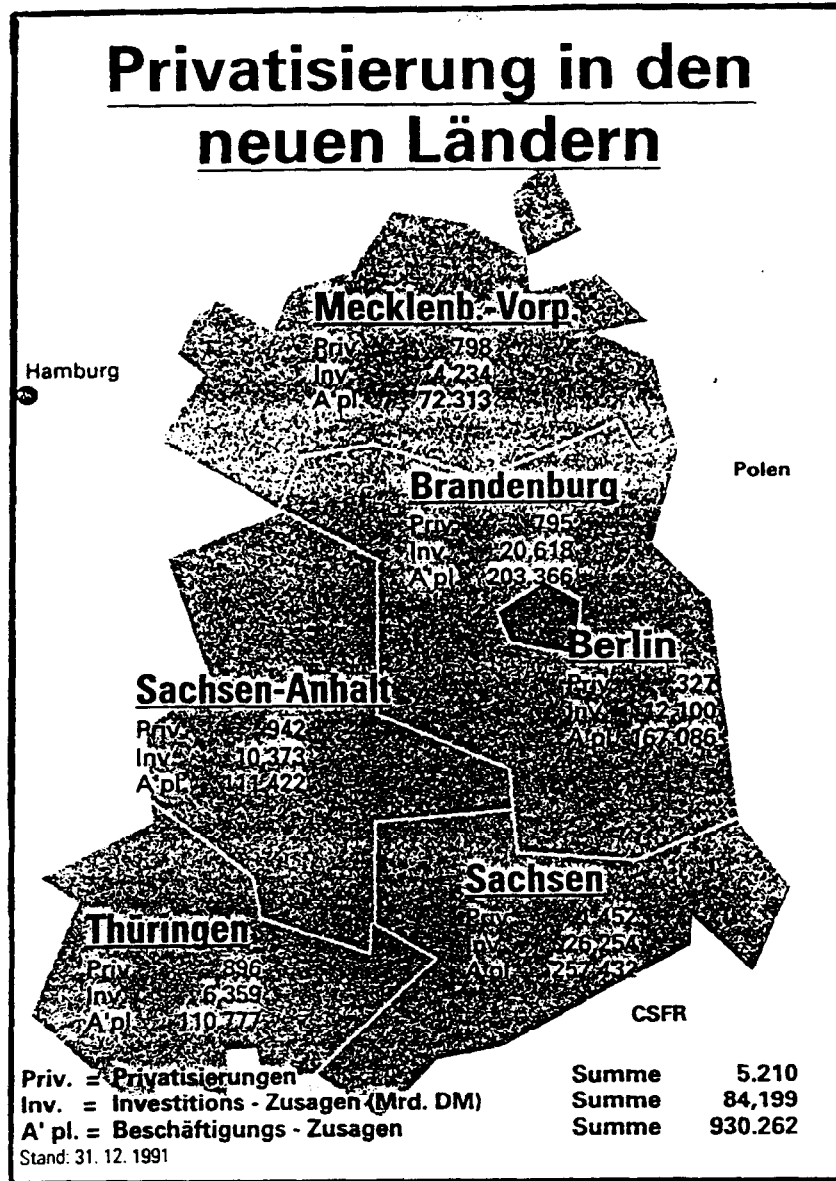 Privatisierung in den
neuen Ländern
Mecklenb.-Vorp.
Priv. 798
Inv. 4,234
A'pl. 72.313
Hamburg
Polen
Brandenburg
Priv. 795
Inv. 20,618
A'pl. 203.366
Berlin
Priv. 327
Inv.
A'pl. 167.086
Sachsen-Anhalt
Priv. 942
Inv. 10,373
A'pl.
Sachsen
Priv. 1.452
Inv. 26,254
A'pl. 257.432
Thüringen
Priv. 896
Inv. 6,359
A'pl. 110.777
CSFR
Priv. = Privatisierungen Summe 5.210
Inv. = Investitions - Zusagen (Mrd. DM) Summe 84,199
A' pl. = Beschäftigungs - Zusagen Summe 930.262
Stand: 31. 12. 1991